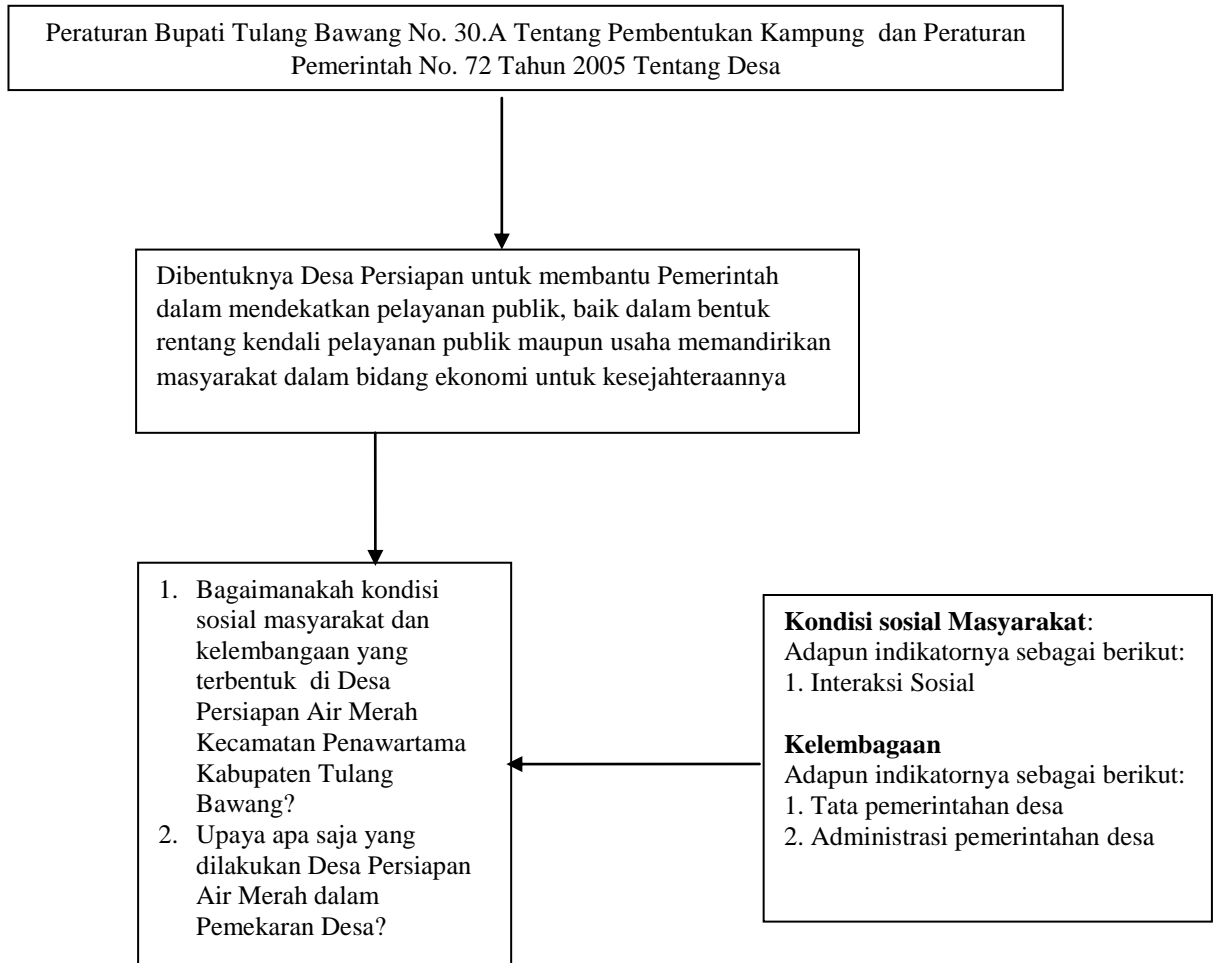 Peraturan Bupati Tulang Bawang No. 30.A Tentang Pembentukan Kampung dan Peraturan
Pemerintah No. 72 Tahun 2005 Tentang Desa
Dibentuknya Desa Persiapan untuk membantu Pemerintah
dalam mendekatkan pelayanan publik, baik dalam bentuk
rentang kendali pelayanan publik maupun usaha memandirikan
masyarakat dalam bidang ekonomi untuk kesejahteraannya
1. Bagaimanakah kondisi
sosial masyarakat dan
kelembangaan yang
terbentuk di Desa
Persiapan Air Merah
Kecamatan Penawartama
Kabupaten Tulang
Bawang?
2. Upaya apa saja yang
dilakukan Desa Persiapan
Air Merah dalam
Pemekaran Desa?
Kondisi sosial Masyarakat:
Adapun indikatornya sebagai berikut:
1. Interaksi Sosial
Kelembagaan
Adapun indikatornya sebagai berikut:
1. Tata pemerintahan desa
2. Administrasi pemerintahan desa